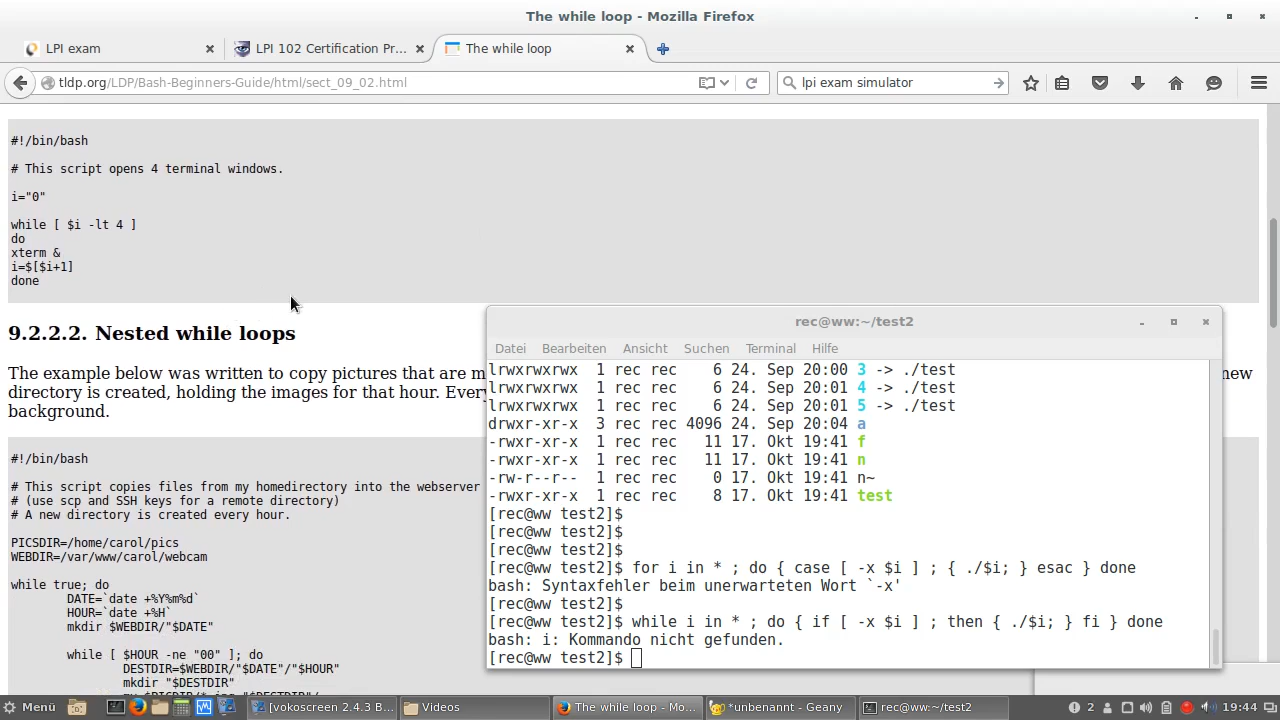 The while loop - Mozilla Firefox
LPI exam
LPI 102 Certification Pr...
The while loop
tldp.org/LDP/Bash-Beginners-Guide/html/sect_09_02.html
lpi exam simulator
#!/bin/bash
# This script opens 4 terminal windows.
i="0"
while [ $i -lt 4 ]
do
xterm &
i=$[$i+1]
done
9.2.2.2. Nested while loops
The example below was written to copy pictures that are m
new
directory is created, holding the images for that hour. Every
background.
#!/bin/bash
# This script copies files from my homedirectory into the webserver
# (use scp and SSH keys for a remote directory)
# A new directory is created every hour.
PICSDIR=/home/carol/pics
WEBDIR=/var/www/carol/webcam
while true; do
DATE=`date +%Y%m%d`
HOUR=`date +%H`
mkdir $WEBDIR/"$DATE"
while [ $HOUR -ne "00" ]; do
DESTDIR=$WEBDIR/"$DATE"/"$HOUR"
mkdir "$DESTDIR"
rec@ww:~/test2
Datei Bearbeiten Ansicht Suchen Terminal Hilfe
lrwxrwxrwx 1 rec rec 6 24. Sep 20:00 3 -> ./test
lrwxrwxrwx 1 rec rec 6 24. Sep 20:01 4 -> ./test
lrwxrwxrwx 1 rec rec 6 24. Sep 20:01 5 -> ./test
drwxr-xr-x 3 rec rec 4096 24. Sep 20:04 a
-rwxr-xr-x 1 rec rec 11 17. Okt 19:41 f
-rwxr-xr-x 1 rec rec 11 17. Okt 19:41 n
-rw-r--r-- 1 rec rec 0 17. Okt 19:41 n~
-rwxr-xr-x 1 rec rec 8 17. Okt 19:41 test
[rec@ww test2]$
[rec@ww test2]$
[rec@ww test2]$
[rec@ww test2]$ for i in * ; do { case [ -x $i ] ; { ./$i; } esac } done
bash: Syntaxfehler beim unerwarteten Wort `-x'
[rec@ww test2]$
[rec@ww test2]$ while i in * ; do { if [ -x $i ] ; then { ./$i; } fi } done
bash: i: Kommando nicht gefunden.
[rec@ww test2]$
Menü
[vokoscreen 2.4.3 B...
Videos
The while loop - Mo...
*unbenannt - Geany
rec@ww:~/test2
2
19:44